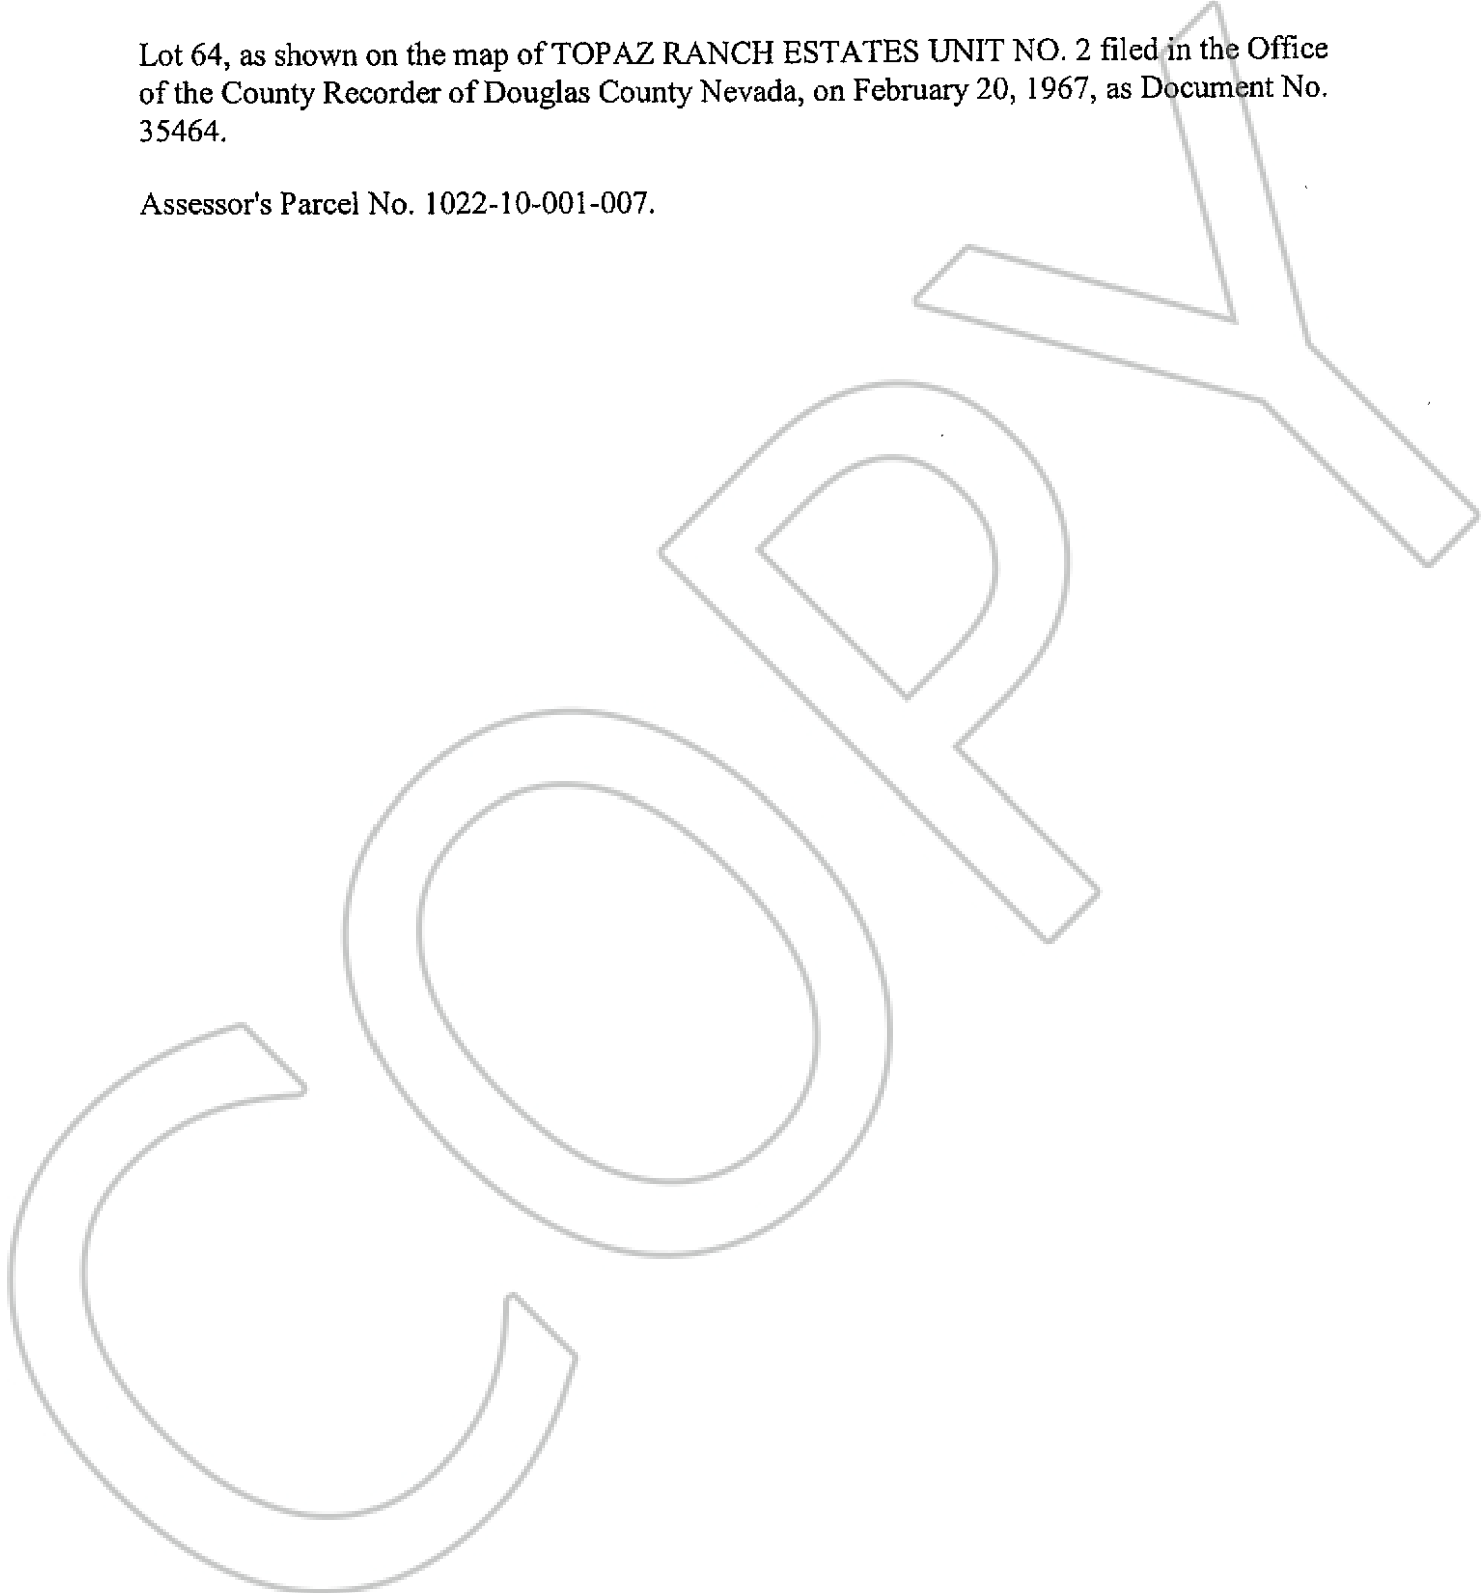 Lot 64, as shown on the map of TOPAZ RANCH ESTATES UNIT NO. 2 filed in the Office
of the County Recorder of Douglas County Nevada, on February 20, 1967, as Document No.
35464.
Assessor's Parcel No. 1022-10-001-007.
COPY